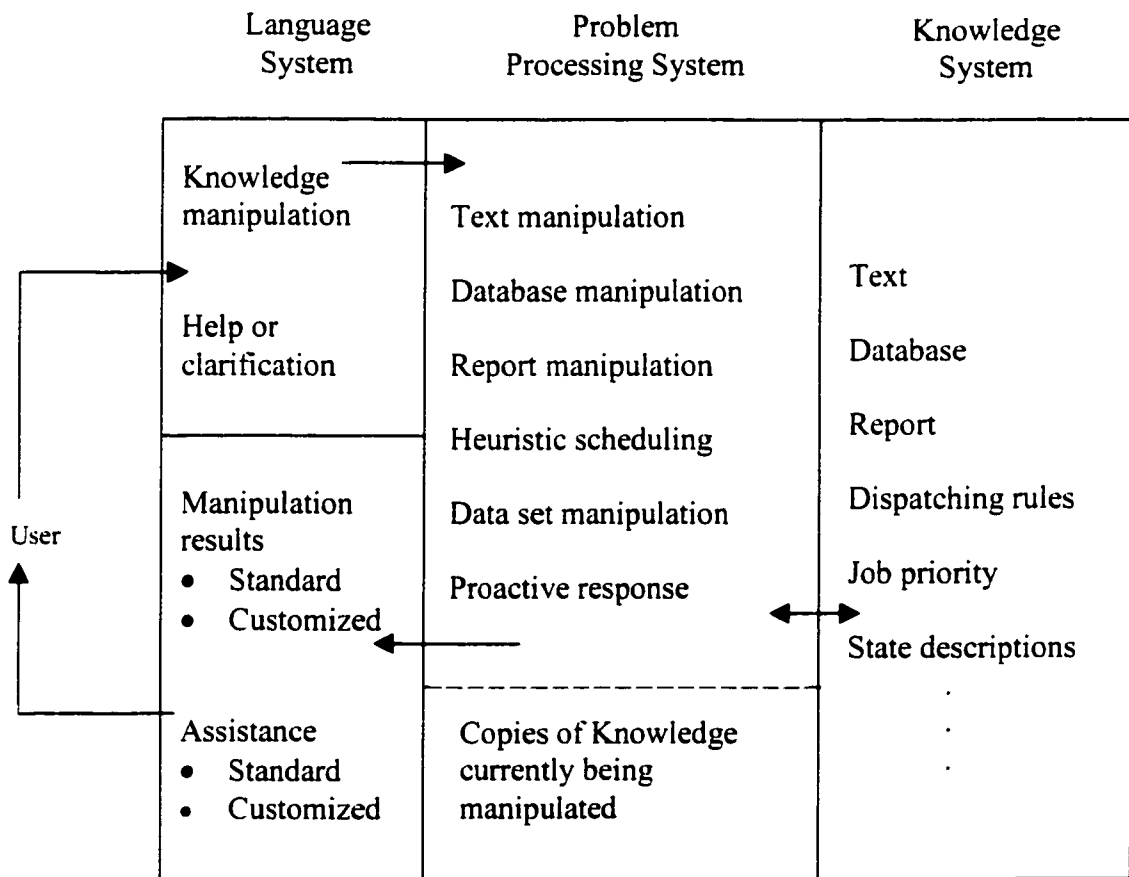 Language
System
Problem
Processing System
Knowledge
System
Knowledge
manipulation
Help or
clarification
Manipulation
results
• Standard
• Customized
Assistance
• Standard
• Customized
User
Text manipulation
Database manipulation
Report manipulation
Heuristic scheduling
Data set manipulation
Proactive response
Copies of Knowledge
currently being
manipulated
Text
Database
Report
Dispatching rules
Job priority
State descriptions
.
.
.